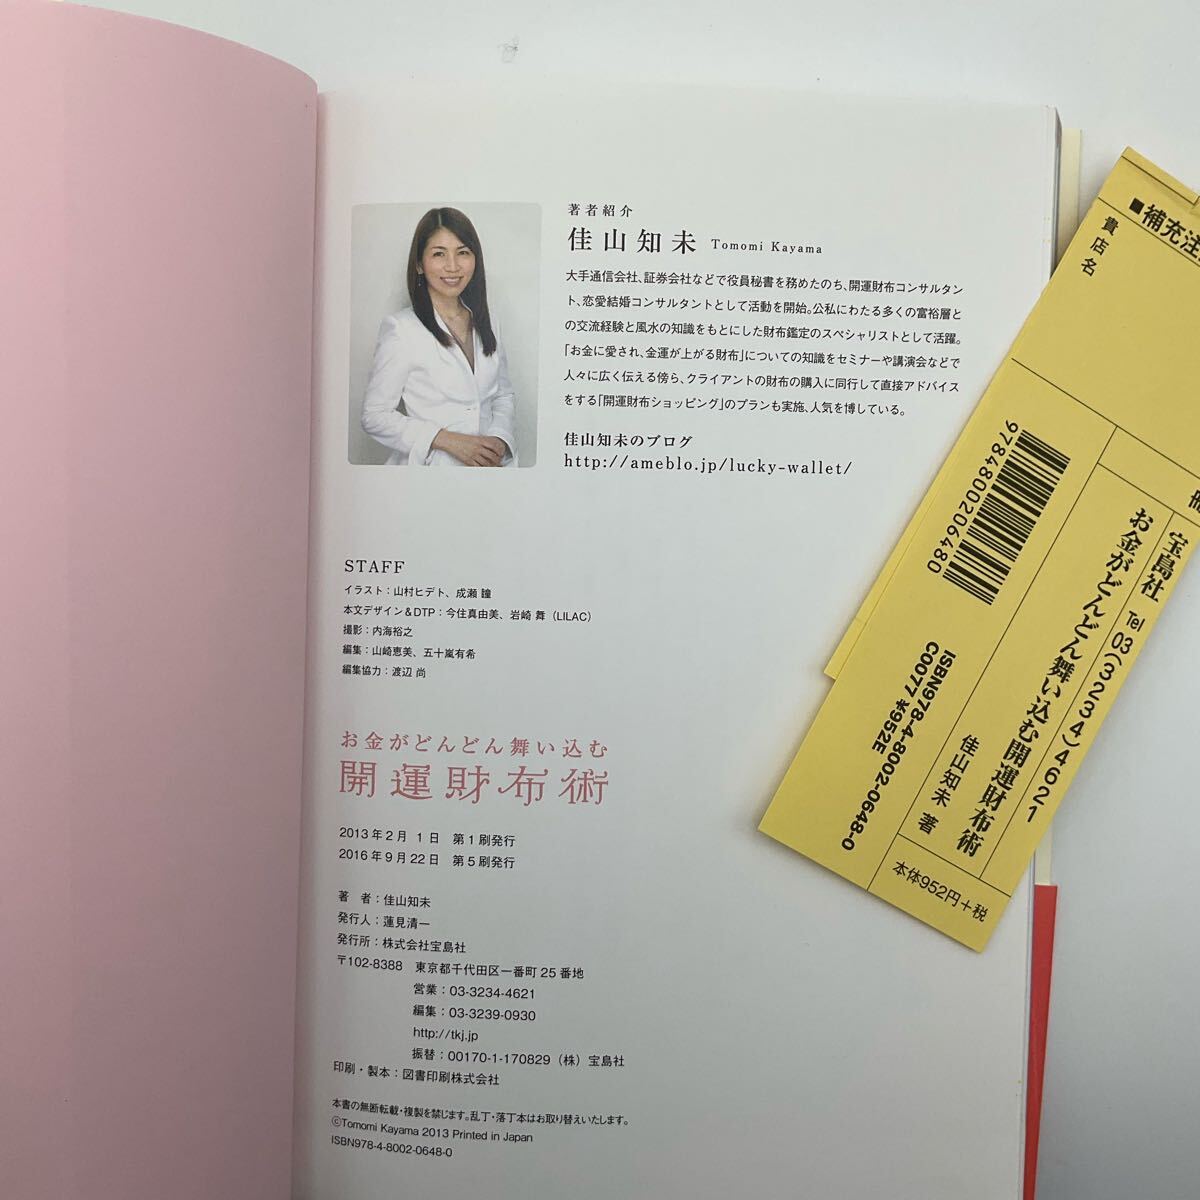 著者紹介
佳山知未 Tomomi Kayama
大手通信会社、証券会社などで役員秘書を務めたのち、開運財布コンサルタン
ト、恋愛結婚コンサルタントとして活動を開始。公私にわたる多くの富裕層と
の交流経験と風水の知識をもとにした財布鑑定のスペシャリストとして活躍。
「お金に愛され、金運が上がる財布」についての知識をセミナーや講演会などで
人々に広く伝える傍ら、クライアントの財布の購入に同行して直接アドバイス
をする「開運財布ショッピング」のプランも実施、人気を博している。
佳山知未のブログ
http://ameblo.jp/lucky-wallet/
STAFF
イラスト：山村ヒデト、成瀬 瞳
本文デザイン＆DTP：今住真由美、岩崎 舞（LILAC）
撮影：内海裕之
編集：山崎恵美、五十嵐有希
編集協力：渡辺 尚
お金がどんどん舞い込む
開運財布術
2013年2月 1日 第1刷発行
2016年9月22日 第5刷発行
著 者：佳山知未
発行人：蓮見清一
発行所：株式会社宝島社
〒102-8388 東京都千代田区一番町25番地
営業：03-3234-4621
編集：03-3239-0930
http://tkj.jp
振替：00170-1-170829（株）宝島社
印刷・製本：図書印刷株式会社
本書の無断転載・複製を禁じます。乱丁・落丁本はお取り替えいたします。
©Tomomi Kayama 2013 Printed in Japan
ISBN978-4-8002-0648-0
■補充注
貴店名
宝島社 Tel 03(3234)4621
お金がどんどん舞い込む開運財布術
佳山知未 著
本体952円+税
9784800206480
ISBN978-4-8002-0648-0
C0077 ¥952E